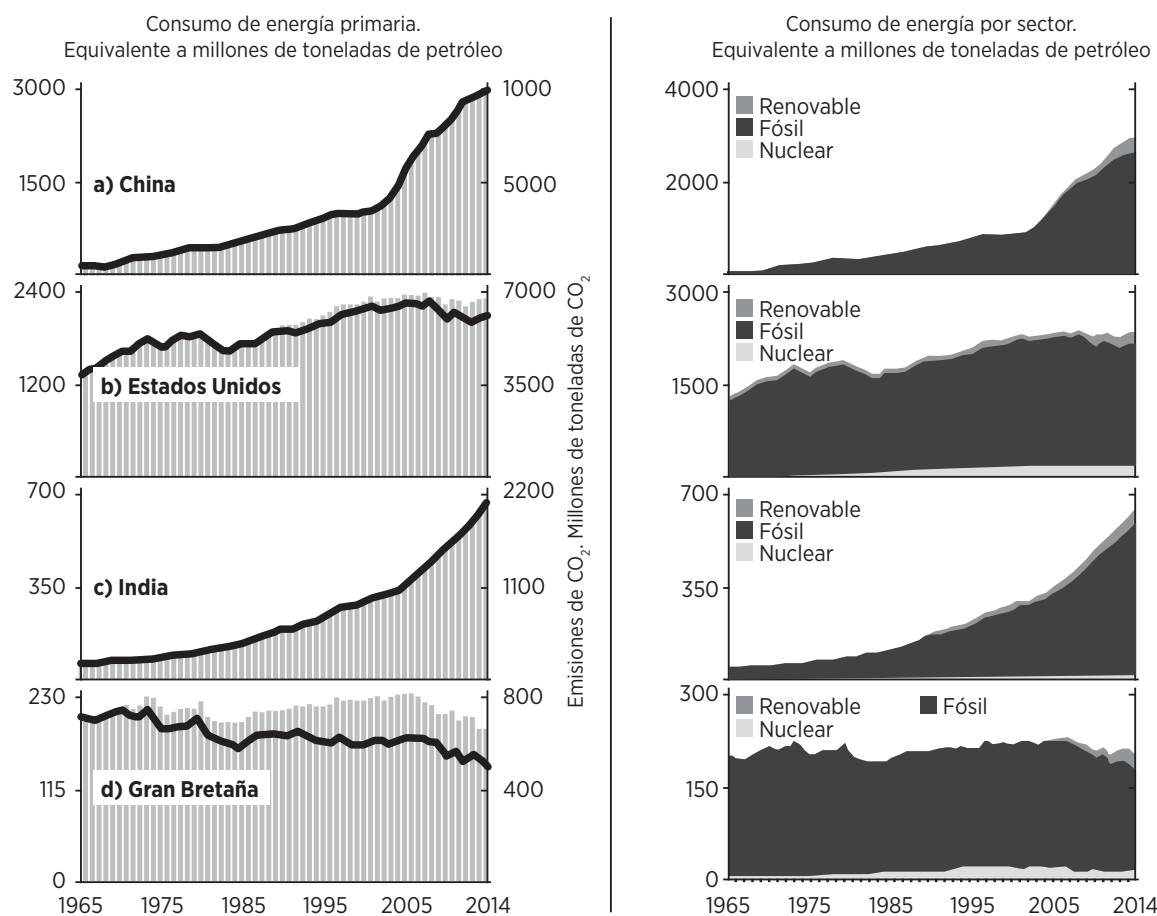 Consumo de energía primaria.
Equivalente a millones de toneladas de petróleo
3000
1500
1000
5000
a) China
2400
1200
1200
7000
3500
b) Estados Unidos
700
350
2200
1100
c) India
230
115
0
800
400
d) Gran Bretaña
1965 1975 1985 1995 2005 2014
Emisiones de CO₂. Millones de toneladas de CO₂
Consumo de energía por sector.
Equivalente a millones de toneladas de petróleo
4000
2000
Renovable
Fósil
Nuclear
3000
1500
Renovable
Fósil
Nuclear
700
350
Renovable
Fósil
Nuclear
300
150
0
Renovable Fósil
Nuclear
1965 1975 1985 1995 2005 2014